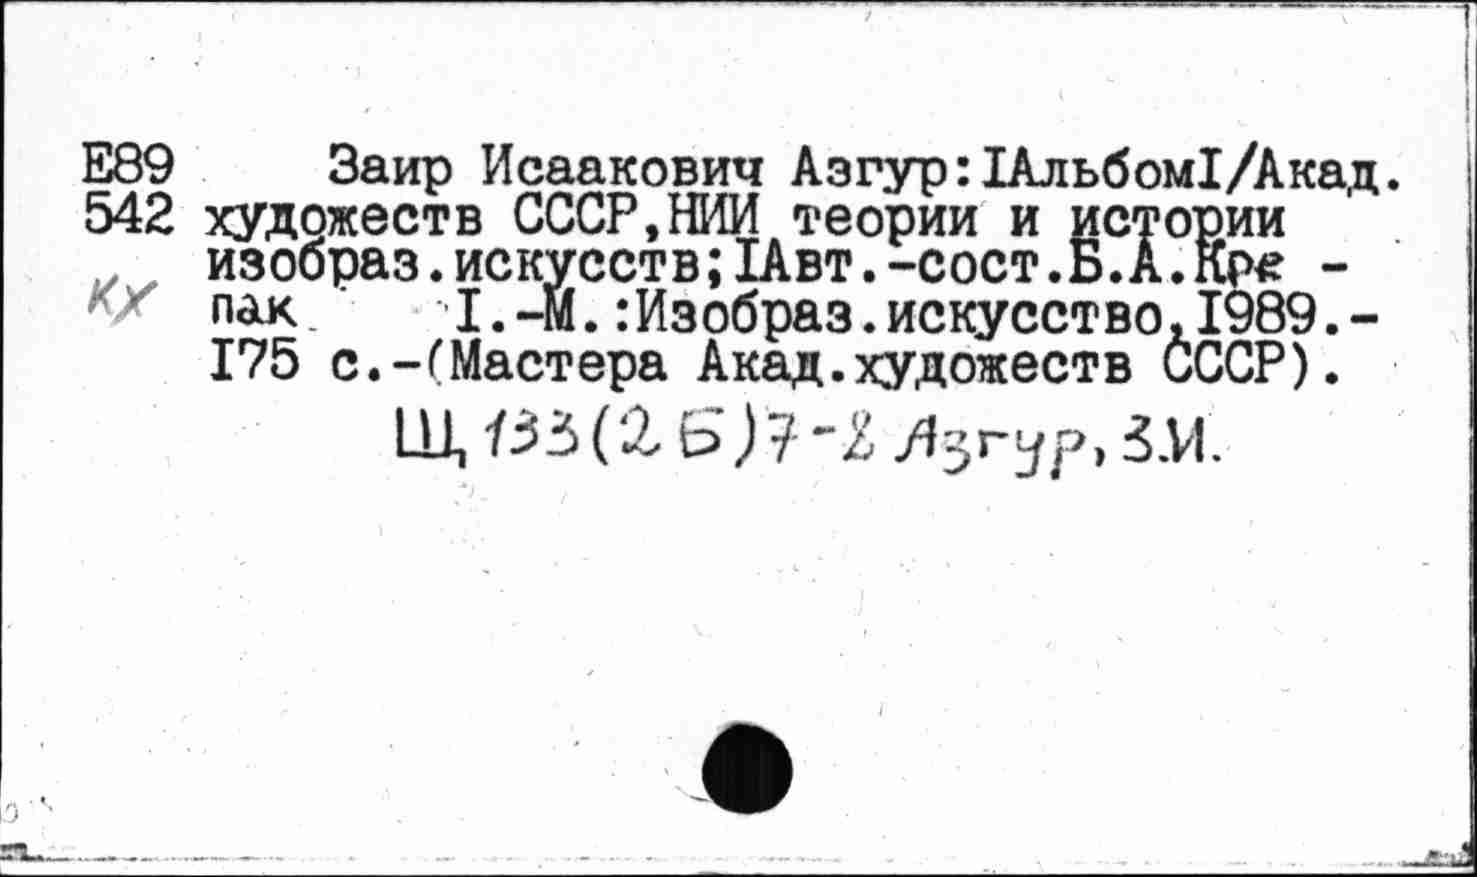 Е89 Заир Исаакович Азгур:IАльбомI/Акад.
542 художеств СССР,НИИ теории и истории
изобраз.искусств;IАвт.-сост.Б.А.Кре -
КХ пак I.-М.:Изобраз.искусство,I989.-
I75 с.-(Мастера Акад.художеств СССР).
Щ133(2Б)7-2 Азгур, З.И.